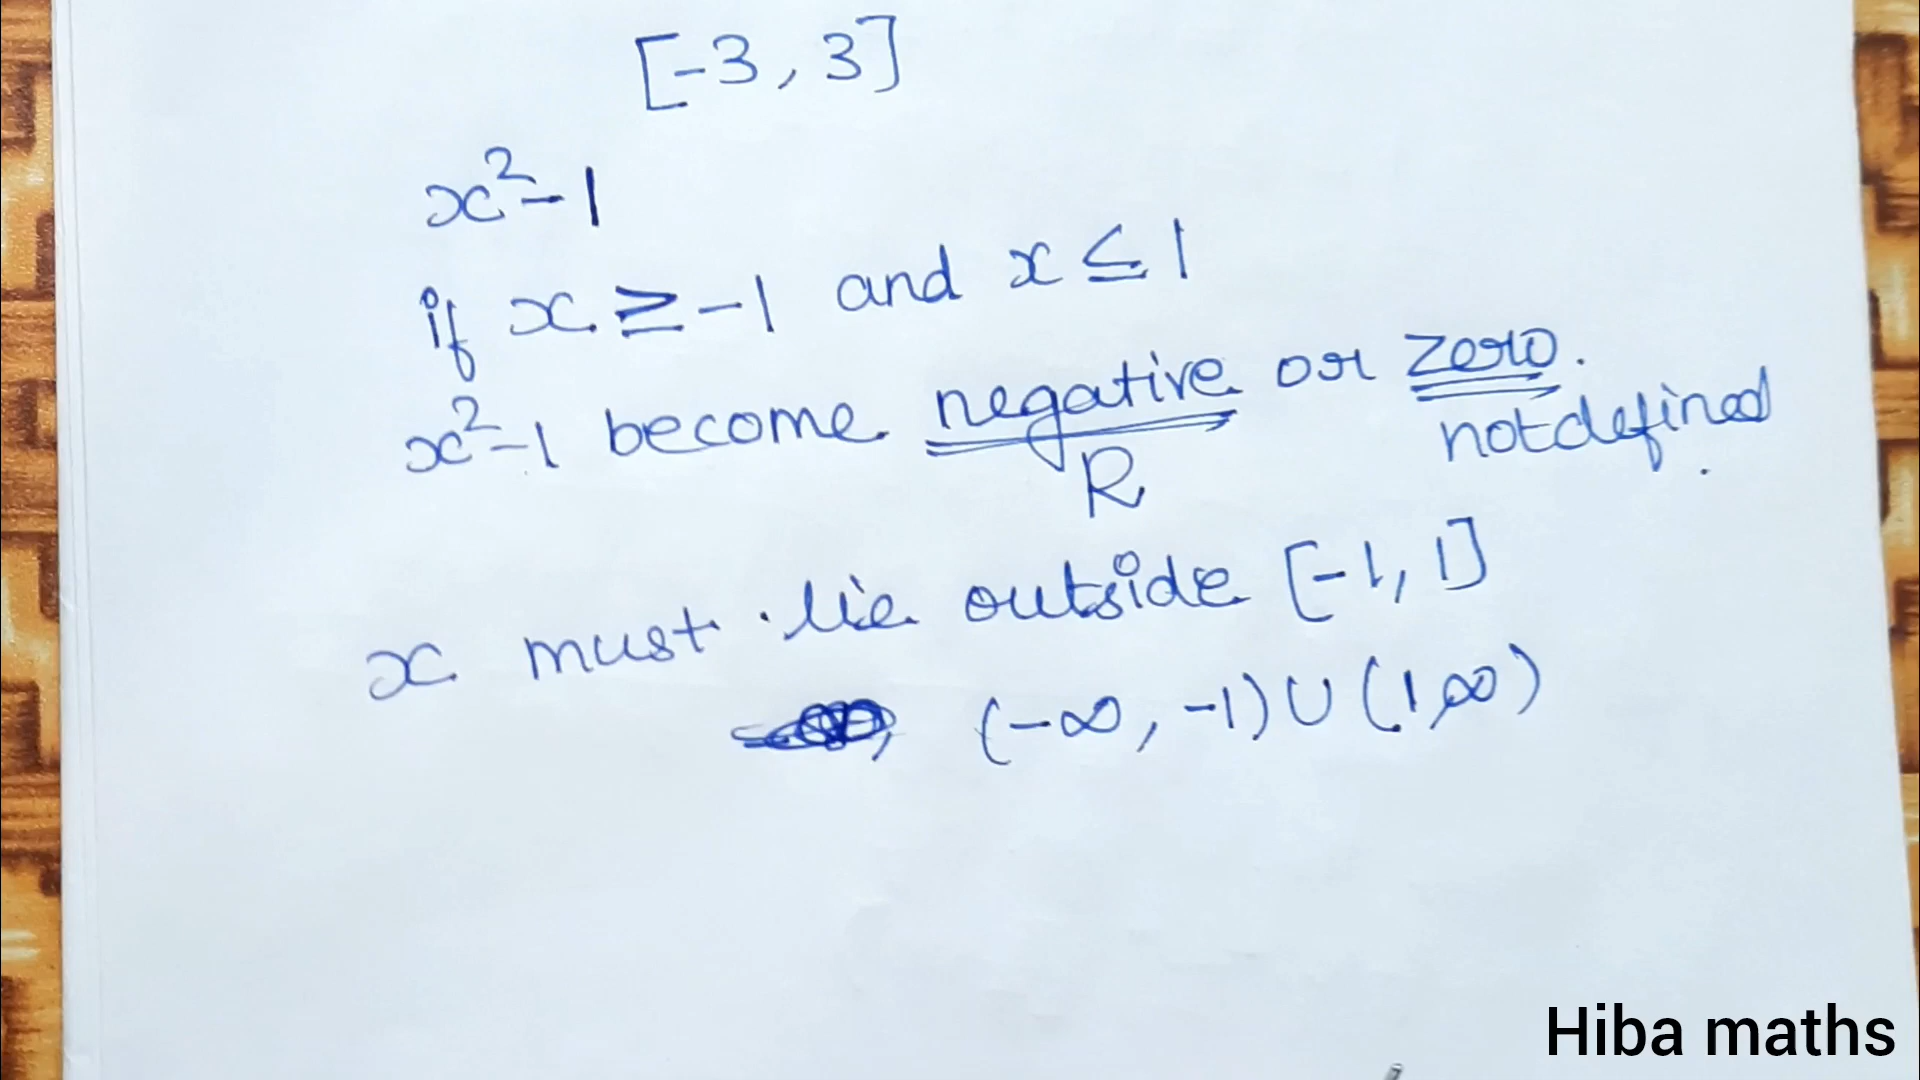 [-3, 3]
x²-1
if x ≥ -1 and x ≤ 1
x²-1 become negative or zero.
R
notdefined
x must lie outside [-1, 1]
(-∞, -1) ∪ (1, ∞)
Hiba maths